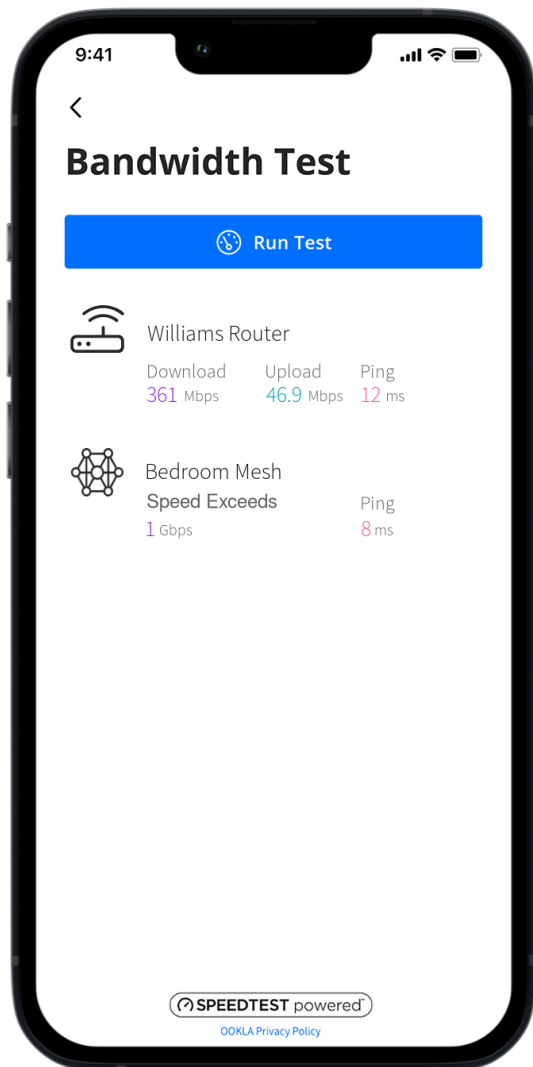 9:41
Bandwidth Test
Run Test
Williams Router
Download Upload Ping
361 Mbps 46.9 Mbps 12 ms
Bedroom Mesh
Speed Exceeds Ping
1 Gbps 8 ms
SPEEDTEST powered™
OOKLA Privacy Policy